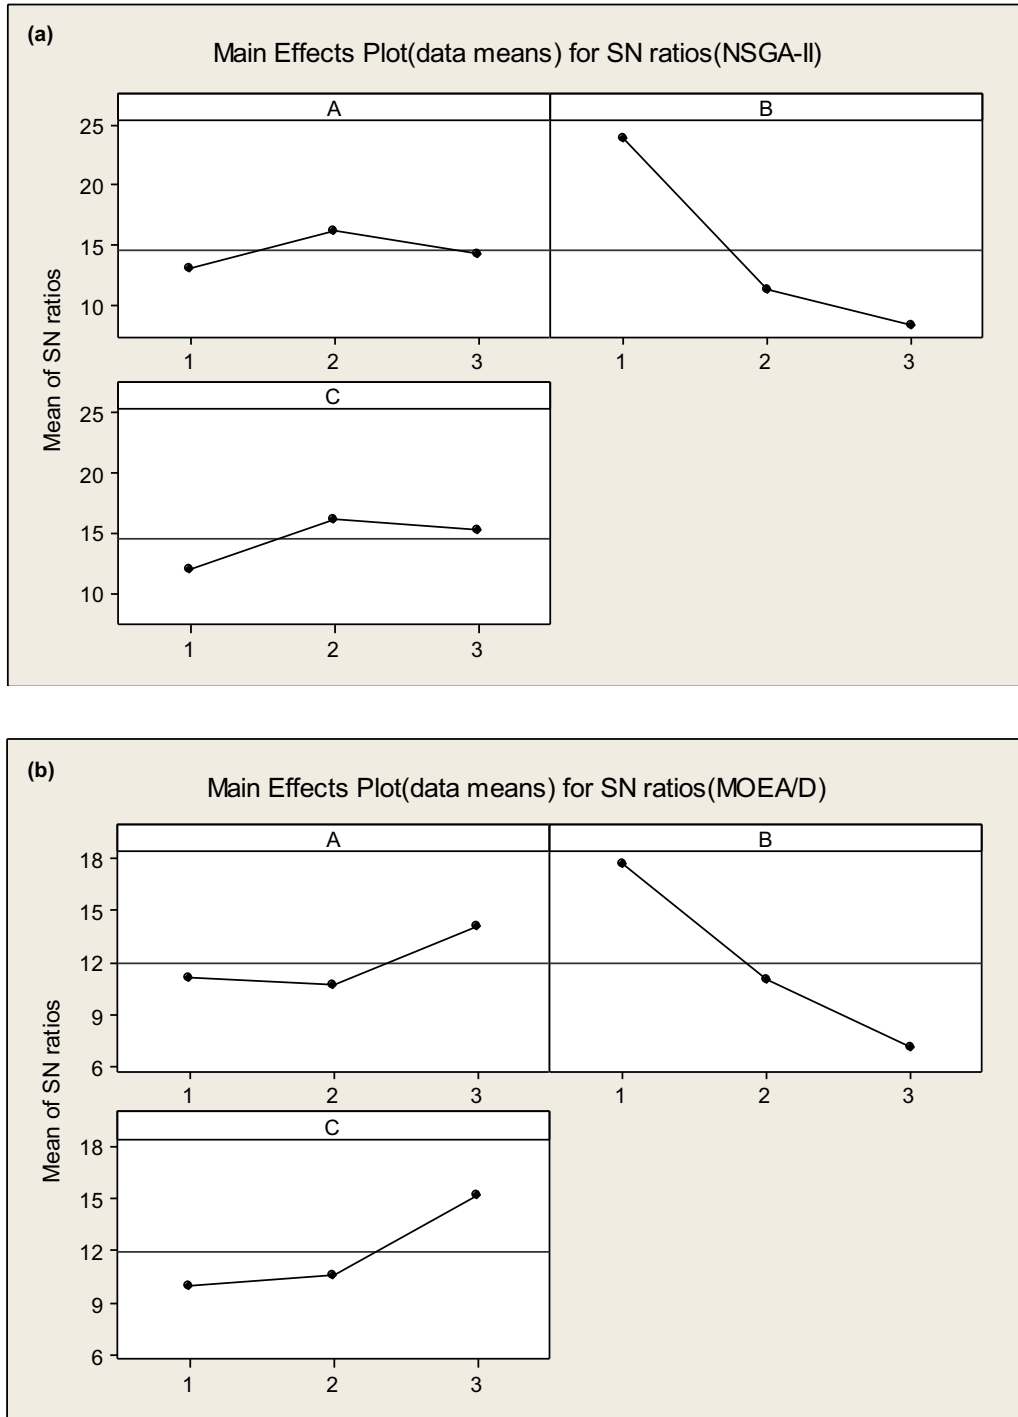 (a)
Main Effects Plot(data means) for SN ratios(NSGA-II)
Mean of SN ratios
A
B
25
20
15
10
1 2 3
1 2 3
C
25
20
15
10
1 2 3
(b)
Main Effects Plot(data means) for SN ratios(MOEA/D)
Mean of SN ratios
A
B
18
15
12
9
6
1 2 3
1 2 3
C
18
15
12
9
6
1 2 3